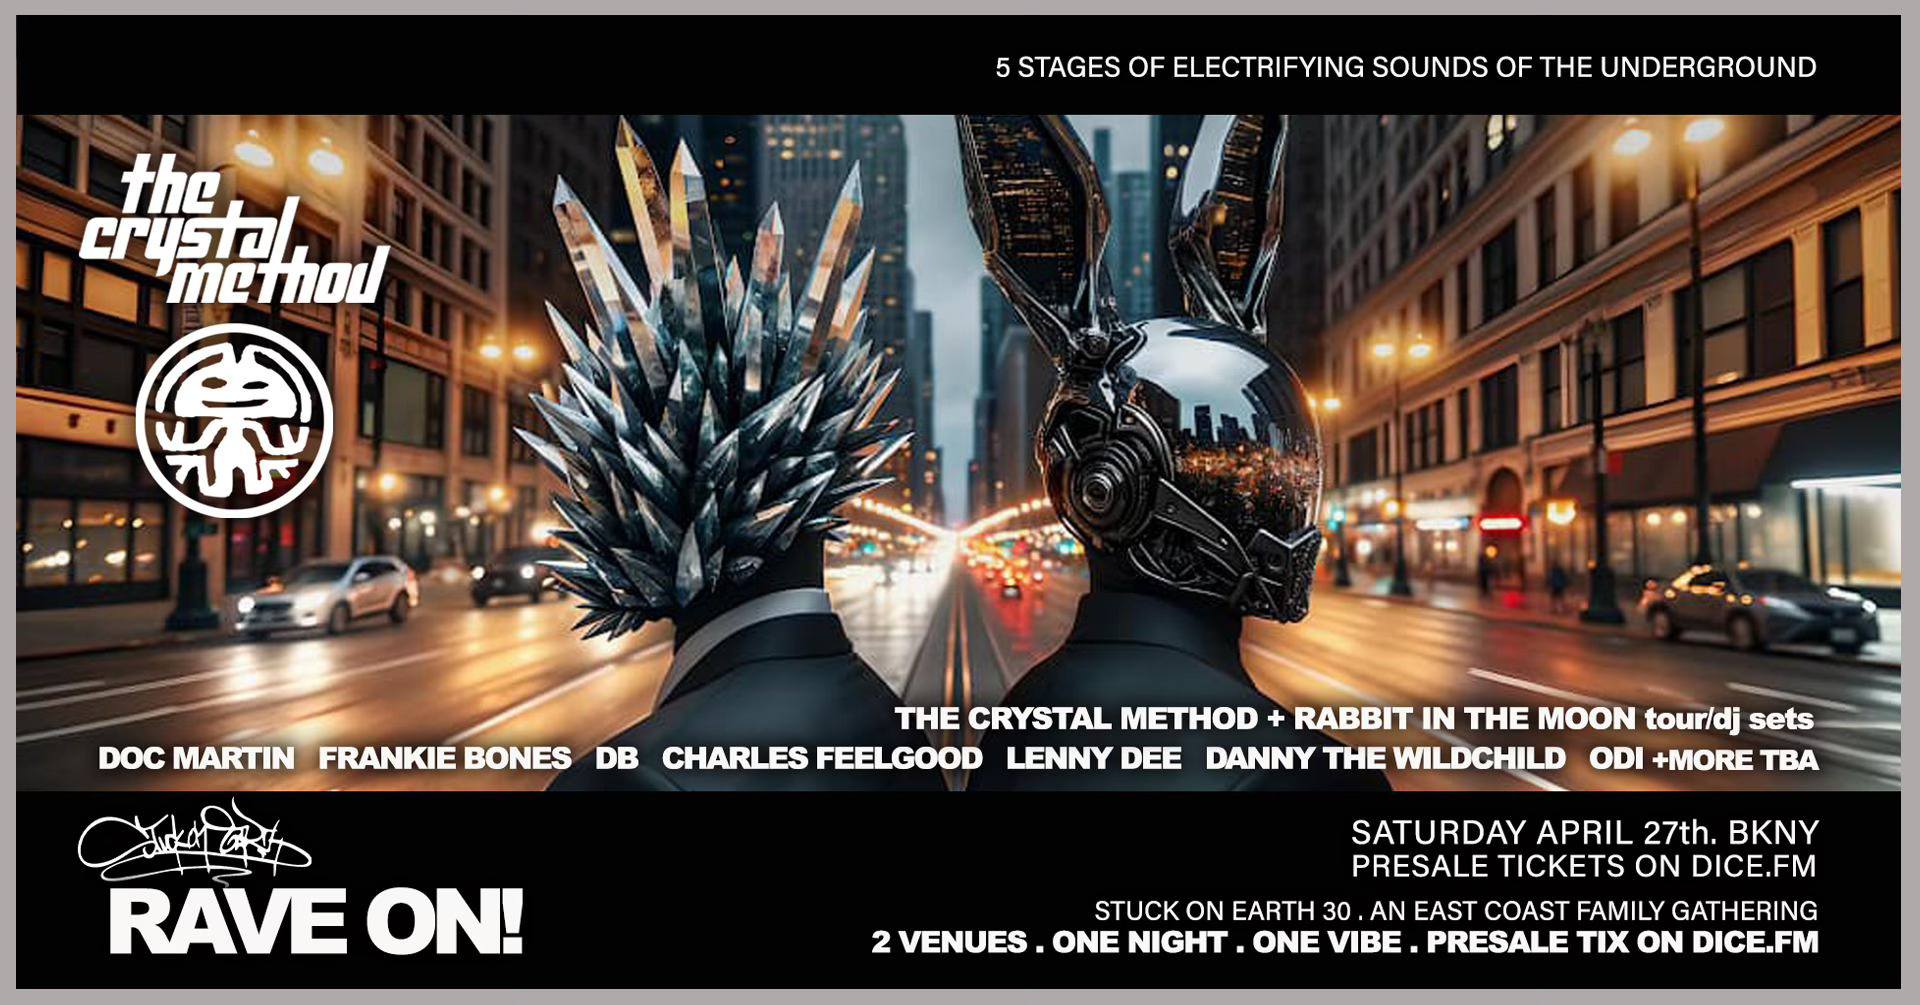 5 STAGES OF ELECTRIFYING SOUNDS OF THE UNDERGROUND
the
crystal
method
THE CRYSTAL METHOD + RABBIT IN THE MOON tour/dj sets
DOC MARTIN FRANKIE BONES DB CHARLES FEELGOOD LENNY DEE DANNY THE WILDCHILD ODI +MORE TBA
Stuck on Earth
RAVE ON!
SATURDAY APRIL 27th. BKNY
PRESALE TICKETS ON DICE.FM
STUCK ON EARTH 30 . AN EAST COAST FAMILY GATHERING
2 VENUES . ONE NIGHT . ONE VIBE . PRESALE TIX ON DICE.FM